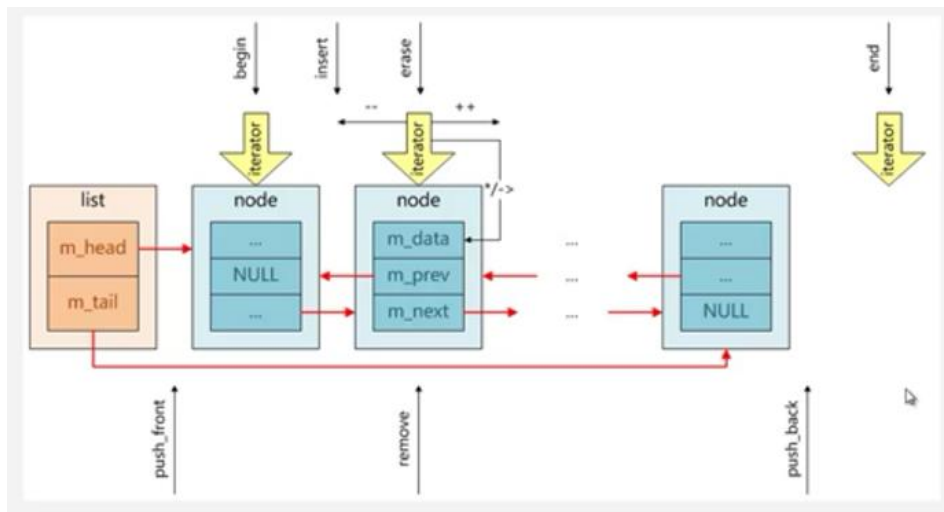 begin
insert
erase
end
--
++
iterator
iterator
iterator
*/->
list
node
node
node
m_head
...
m_data
...
...
NULL
m_prev
...
...
m_tail
...
m_next
...
NULL
push_front
remove
push_back